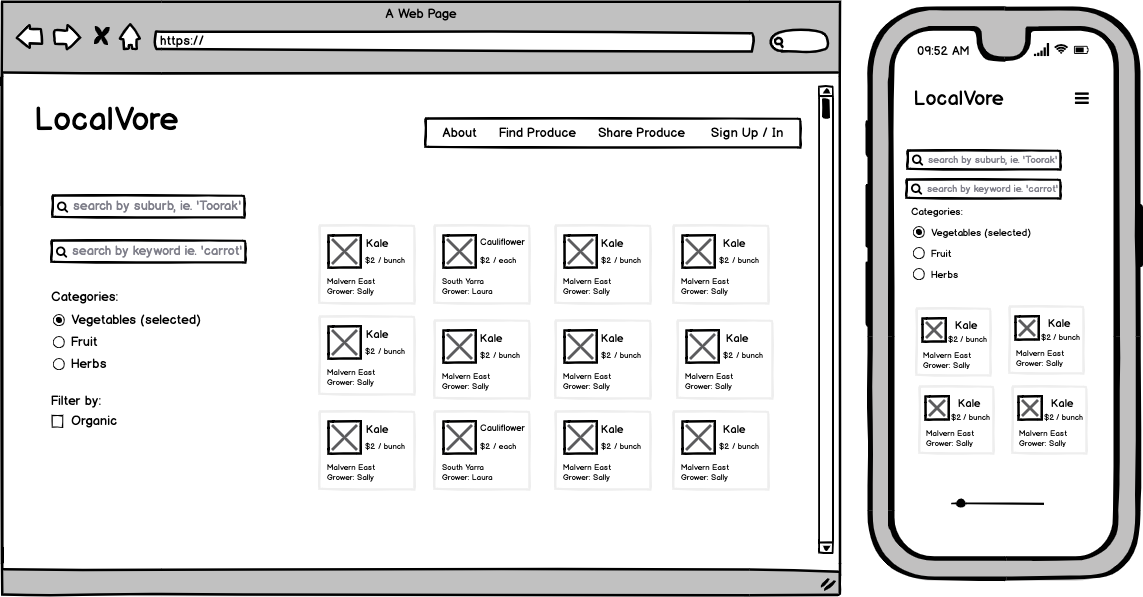 A Web Page
https://
LocalVore
About Find Produce Share Produce Sign Up / In
search by suburb, ie. 'Toorak'
search by keyword ie. 'carrot'
Categories:
Vegetables (selected)
Fruit
Herbs
Filter by:
Organic
Kale
$2 / bunch
Malvern East
Grower: Sally
Cauliflower
$2 / each
South Yarra
Grower: Laura
Kale
$2 / bunch
Malvern East
Grower: Sally
Kale
$2 / bunch
Malvern East
Grower: Sally
Kale
$2 / bunch
Malvern East
Grower: Sally
Kale
$2 / bunch
Malvern East
Grower: Sally
Kale
$2 / bunch
Malvern East
Grower: Sally
Kale
$2 / bunch
Malvern East
Grower: Sally
Kale
$2 / bunch
Malvern East
Grower: Sally
Cauliflower
$2 / each
South Yarra
Grower: Laura
Kale
$2 / bunch
Malvern East
Grower: Sally
Kale
$2 / bunch
Malvern East
Grower: Sally
09:52 AM
LocalVore
search by suburb, ie. 'Toorak'
search by keyword ie. 'carrot'
Categories:
Vegetables (selected)
Fruit
Herbs
Kale
$2 / bunch
Malvern East
Grower: Sally
Kale
$2 / bunch
Malvern East
Grower: Sally
Kale
$2 / bunch
Malvern East
Grower: Sally
Kale
$2 / bunch
Malvern East
Grower: Sally